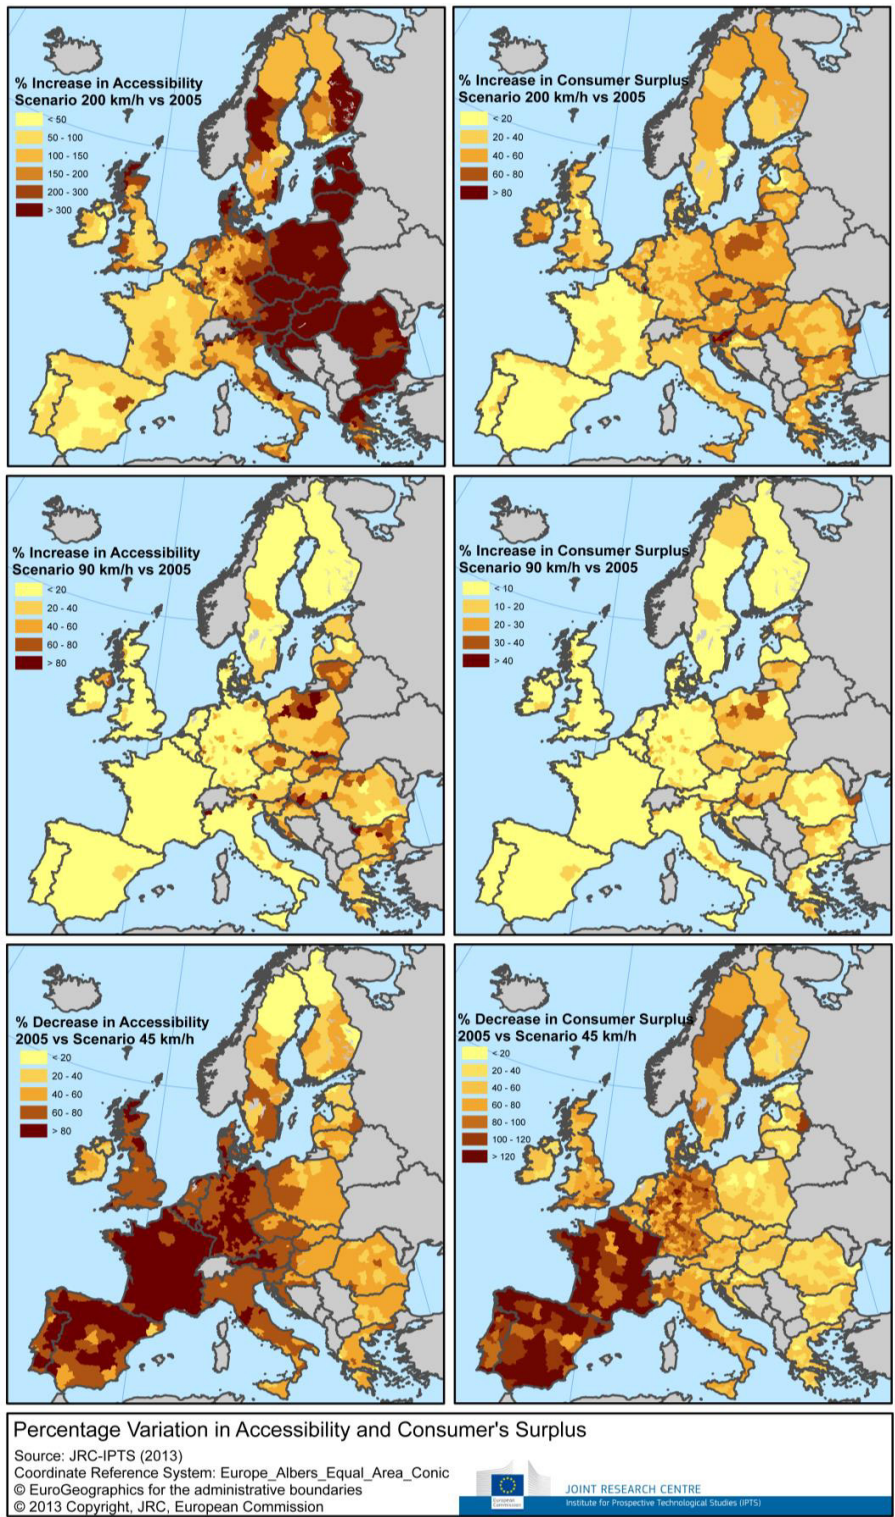 % Increase in Accessibility
Scenario 200 km/h vs 2005
< 50
50 - 100
100 - 150
150 - 200
200 - 300
> 300
% Increase in Consumer Surplus
Scenario 200 km/h vs 2005
< 20
20 - 40
40 - 60
60 - 80
> 80
% Increase in Accessibility
Scenario 90 km/h vs 2005
< 20
20 - 40
40 - 60
60 - 80
> 80
% Increase in Consumer Surplus
Scenario 90 km/h vs 2005
< 10
10 - 20
20 - 30
30 - 40
> 40
% Decrease in Accessibility
2005 vs Scenario 45 km/h
< 20
20 - 40
40 - 60
60 - 80
> 80
% Decrease in Consumer Surplus
2005 vs Scenario 45 km/h
< 20
20 - 40
40 - 60
60 - 80
80 - 100
100 - 120
> 120
Percentage Variation in Accessibility and Consumer's Surplus
Source: JRC-IPTS (2013)
Coordinate Reference System: Europe_Albers_Equal_Area_Conic
© EuroGeographics for the administrative boundaries
© 2013 Copyright, JRC, European Commission
European
Commission
JOINT RESEARCH CENTRE
Institute for Prospective Technological Studies (IPTS)